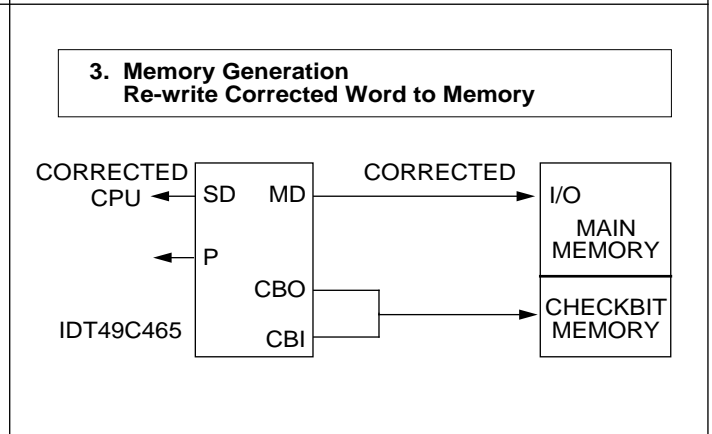 3. Memory Generation
Re-write Corrected Word to Memory
CORRECTED
CPU
SD
MD
CORRECTED
I/O
MAIN
MEMORY
P
CBO
CHECKBIT
MEMORY
IDT49C465
CBI